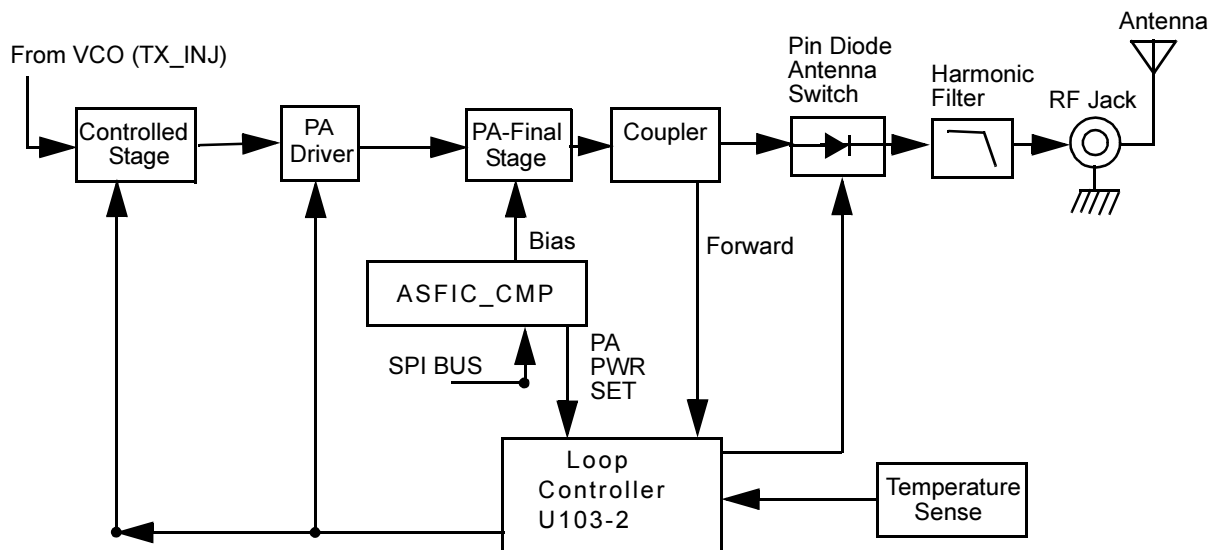 Antenna
From VCO (TX_INJ)
Pin Diode
Antenna
Switch
Harmonic
Filter
RF Jack
Controlled
Stage
PA
Driver
PA-Final
Stage
Coupler
Bias
Forward
ASFIC_CMP
SPI BUS
PA
PWR
SET
Loop
Controller
U103-2
Temperature
Sense